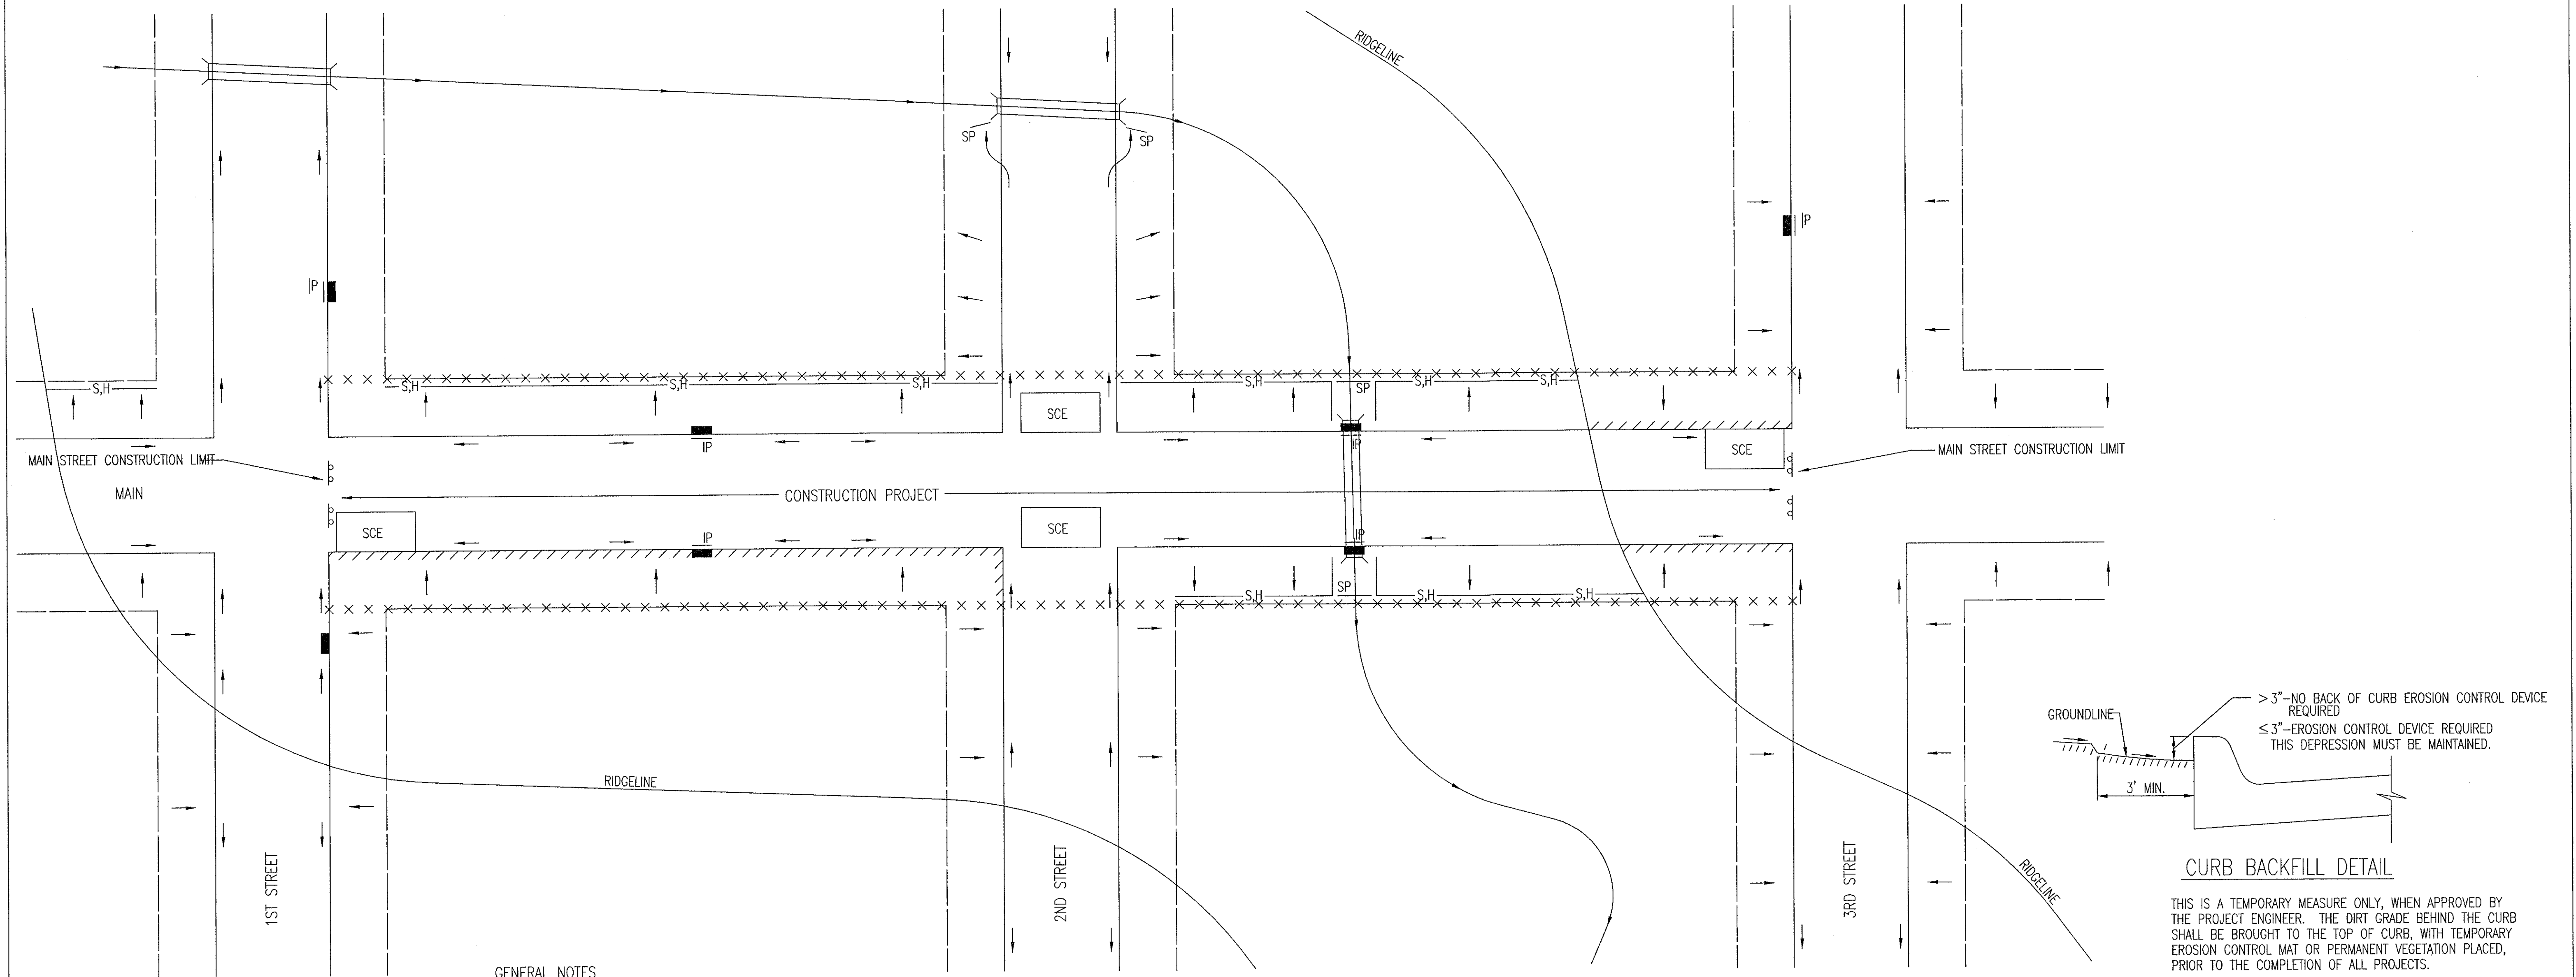 RIDGELINE
SP
SP
IP
IP
S,H
S,H
S,H
S,H
S,H
SP
S,H
S,H
SCE
IP
IP
SCE
MAIN STREET CONSTRUCTION LIMIT
MAIN STREET CONSTRUCTION LIMIT
MAIN
CONSTRUCTION PROJECT
SCE
IP
SCE
IP
SP
S,H
S,H
S,H
RIDGELINE
1ST STREET
2ND STREET
3RD STREET
RIDGELINE
>3"-NO BACK OF CURB EROSION CONTROL DEVICE
REQUIRED
≤3"-EROSION CONTROL DEVICE REQUIRED
THIS DEPRESSION MUST BE MAINTAINED.
GROUNDLINE
3' MIN.
CURB BACKFILL DETAIL
THIS IS A TEMPORARY MEASURE ONLY, WHEN APPROVED BY
THE PROJECT ENGINEER. THE DIRT GRADE BEHIND THE CURB
SHALL BE BROUGHT TO THE TOP OF CURB, WITH TEMPORARY
EROSION CONTROL MAT OR PERMANENT VEGETATION PLACED,
PRIOR TO THE COMPLETION OF ALL PROJECTS.
GENERAL NOTES